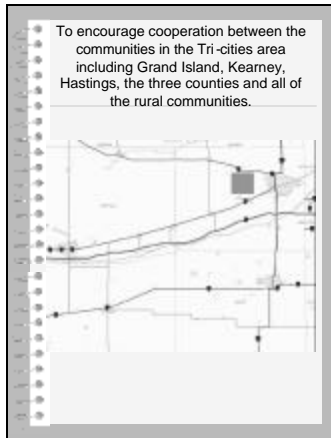 To encourage cooperation between the
communities in the Tri-cities area
including Grand Island, Kearney,
Hastings, the three counties and all of
the rural communities.